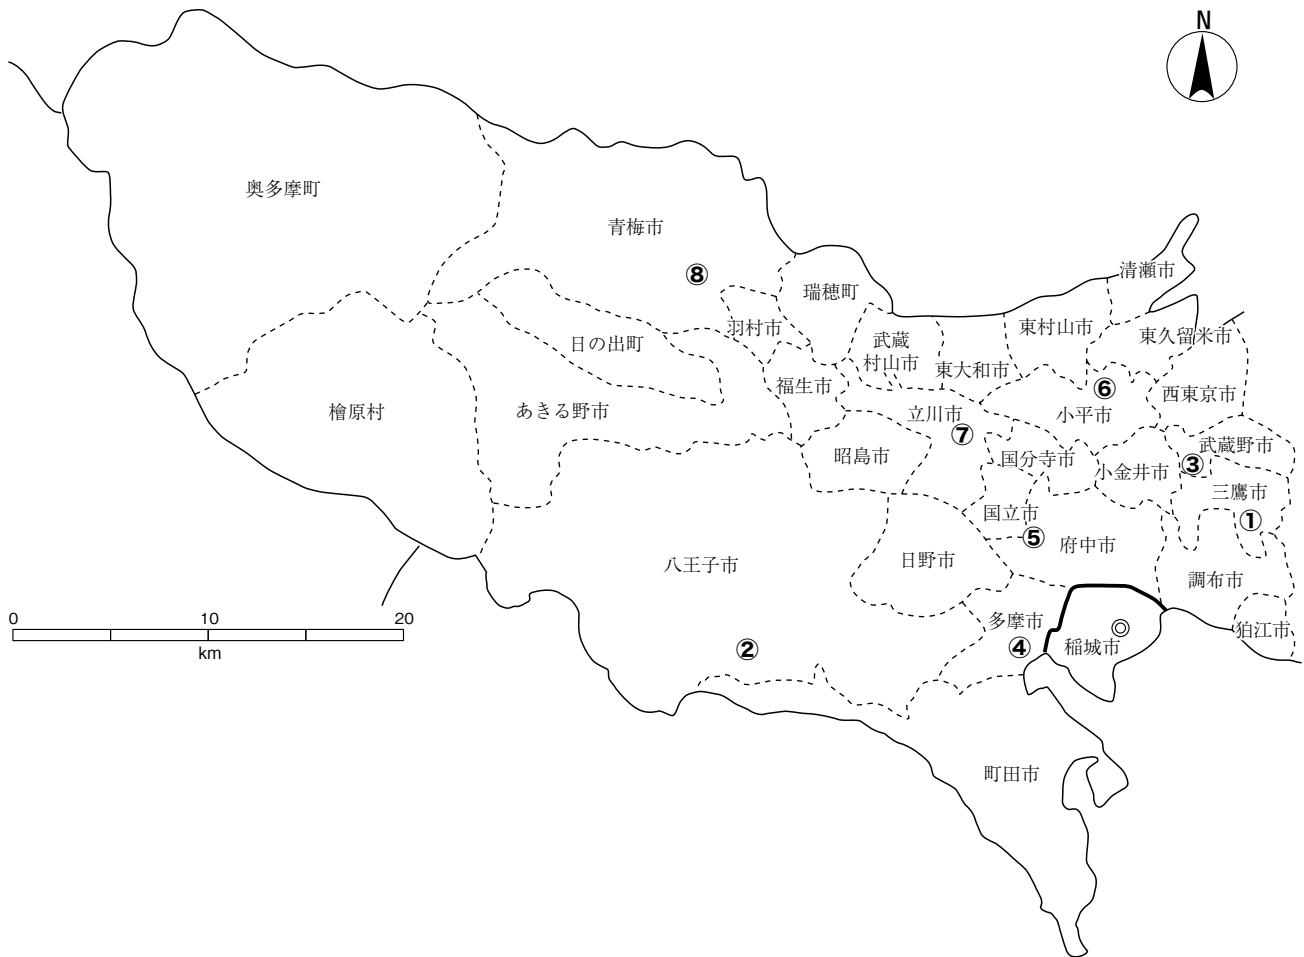 N
奥多摩町
青梅市
⑧
清瀬市
瑞穂町
羽村市
東村山市
東久留米市
日の出町
武蔵
村山市
東大和市
福生市
⑥
西東京市
檜原村
あきる野市
立川市
小平市
⑦
武蔵野市
昭島市
国分寺市
小金井市
③
三鷹市
国立市
①
⑤
府中市
八王子市
日野市
調布市
0 10 20
km
多摩市
◎
狛江市
②
④
稲城市
町田市